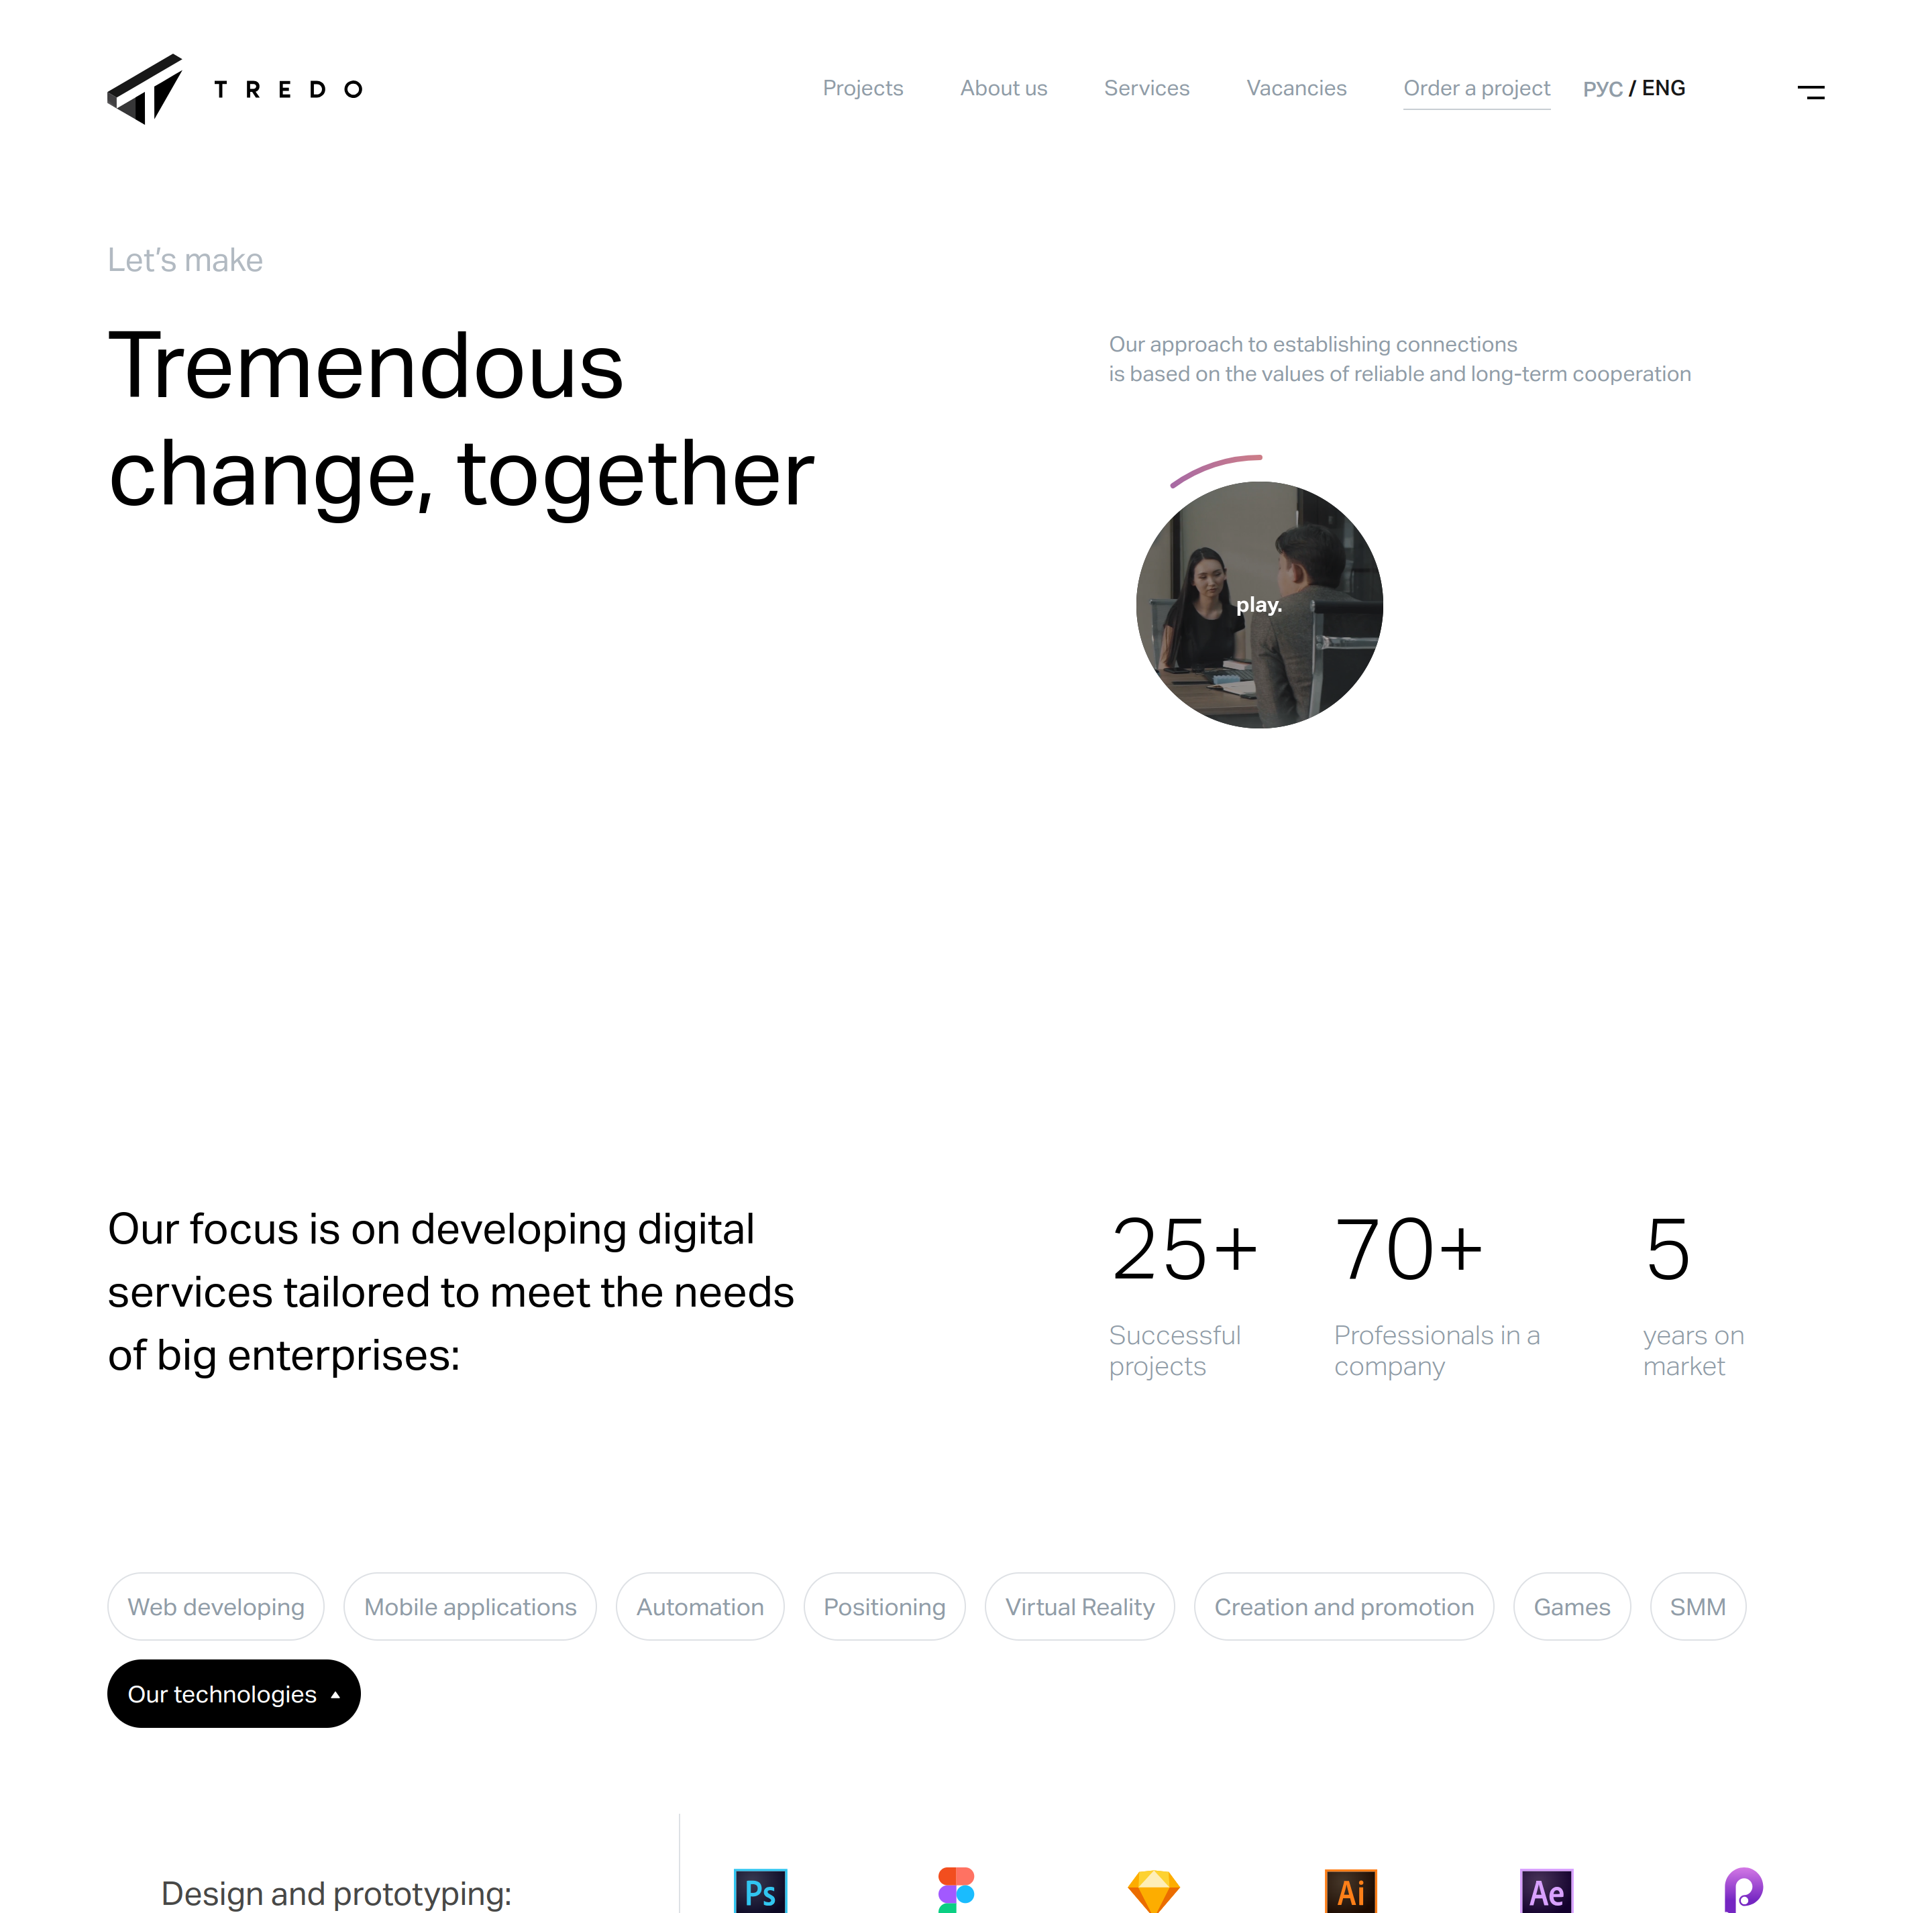 TREDO
Projects
About us
Services
Vacancies
Order a project
РУС / ENG
Let's make
Tremendous
change, together
Our approach to establishing connections
is based on the values of reliable and long-term cooperation
play.
Our focus is on developing digital
services tailored to meet the needs
of big enterprises:
25+
Successful
projects
70+
Professionals in a
company
5
years on
market
Web developing
Mobile applications
Automation
Positioning
Virtual Reality
Creation and promotion
Games
SMM
Our technologies
Design and prototyping:
Ps
Ai
Ae